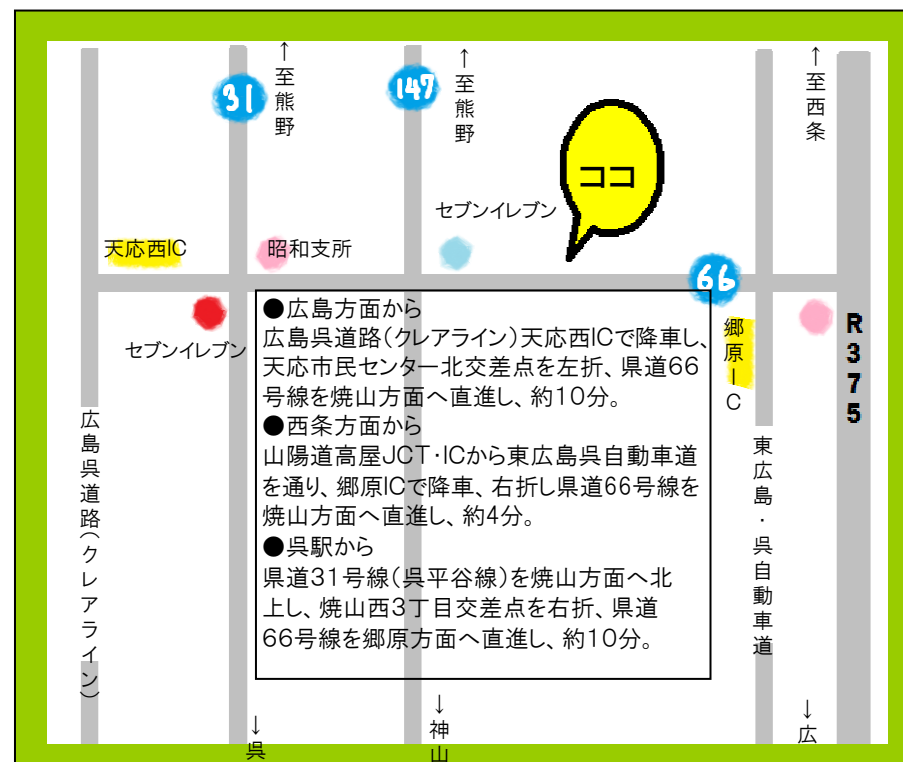 31
↑至熊野
147
↑至熊野
↑至西条
ココ
セブンイレブン
天応西IC
昭和支所
66
セブンイレブン
郷原IC
R375
広島呉道路(クレアライン)
東広島・呉自動車道
●広島方面から
広島呉道路(クレアライン)天応西ICで降車し、
天応市民センター北交差点を左折、県道66
号線を焼山方面へ直進し、約10分。
●西条方面から
山陽道高屋JCT・ICから東広島呉自動車道
を通り、郷原ICで降車、右折し県道66号線を
焼山方面へ直進し、約4分。
●呉駅から
県道31号線(呉平谷線)を焼山方面へ北
上し、焼山西3丁目交差点を右折、県道
66号線を郷原方面へ直進し、約10分。
↓呉
↓神山
↓広